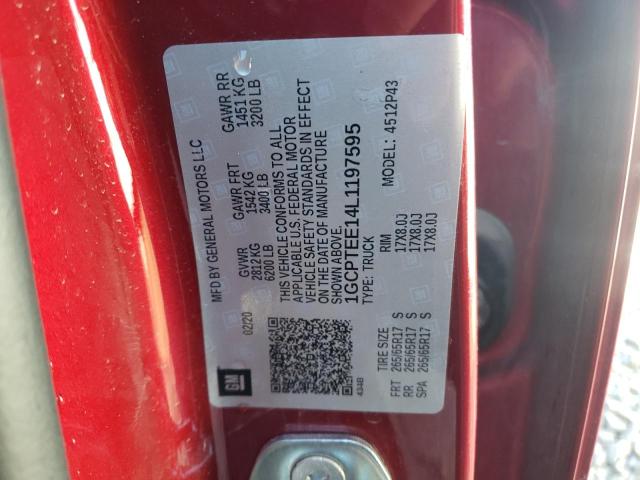 MFD BY GENERAL MOTORS LLC
02/20
GVWR GAWR FRT GAWR RR
2812 KG 1542 KG 1451 KG
6200 LB 3400 LB 3200 LB
THIS VEHICLE CONFORMS TO ALL
APPLICABLE U.S. FEDERAL MOTOR
VEHICLE SAFETY STANDARDS IN EFFECT
ON THE DATE OF MANUFACTURE
SHOWN ABOVE.
1GCPTEE14L1197595
TYPE: TRUCK MODEL: 4512P43
GM
434B
TIRE SIZE RIM
FRT 265/65R17 S 17X8.0J
RR 265/65R17 S 17X8.0J
SPA 265/65R17 S 17X8.0J